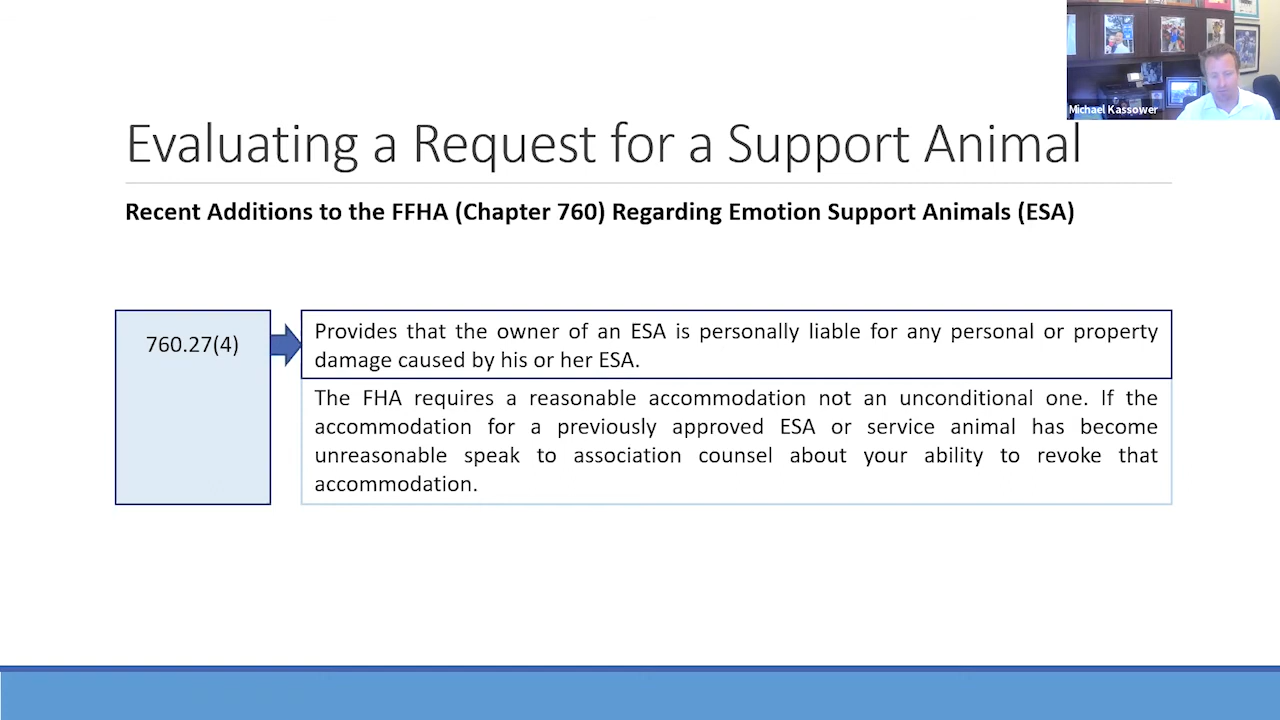 Michael Kassower
Evaluating a Request for a Support Animal
Recent Additions to the FFHA (Chapter 760) Regarding Emotion Support Animals (ESA)
760.27(4)
Provides that the owner of an ESA is personally liable for any personal or property
damage caused by his or her ESA.
The FHA requires a reasonable accommodation not an unconditional one. If the
accommodation for a previously approved ESA or service animal has become
unreasonable speak to association counsel about your ability to revoke that
accommodation.